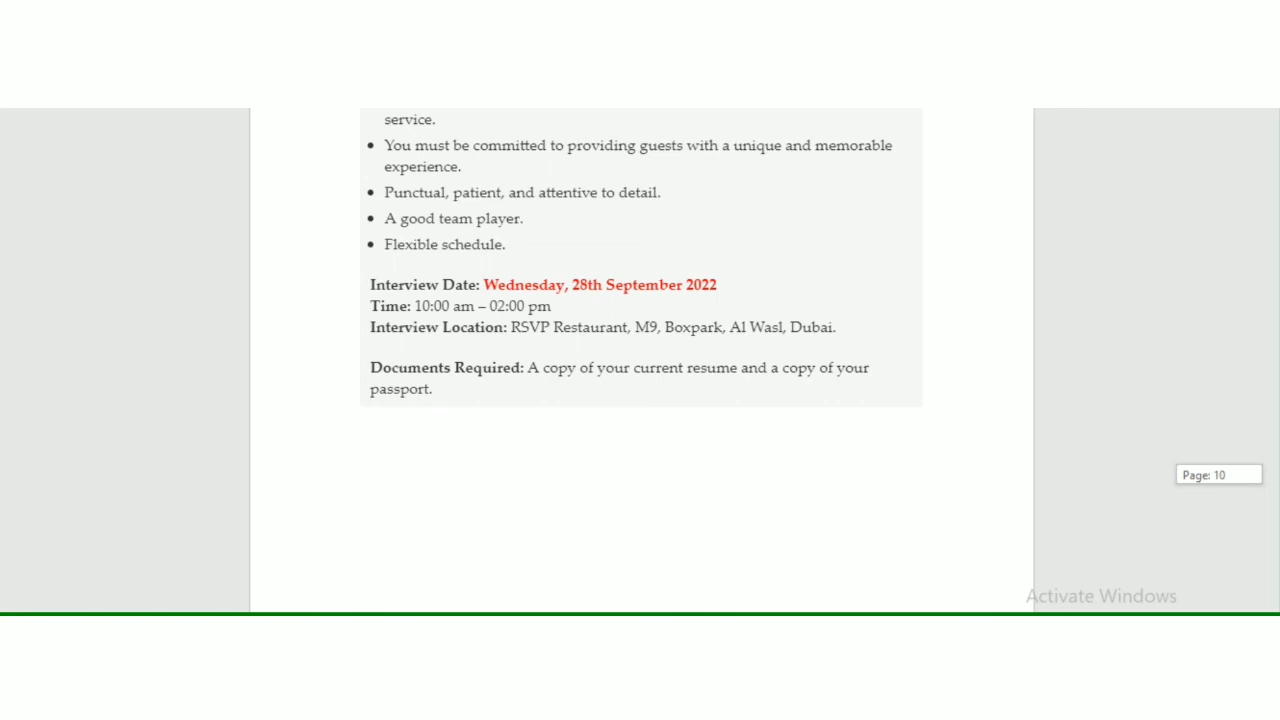 service.
• You must be committed to providing guests with a unique and memorable
experience.
• Punctual, patient, and attentive to detail.
• A good team player.
• Flexible schedule.
Interview Date: Wednesday, 28th September 2022
Time: 10:00 am – 02:00 pm
Interview Location: RSVP Restaurant, M9, Boxpark, Al Wasl, Dubai.
Documents Required: A copy of your current resume and a copy of your
passport.
Page: 10
Activate Windows